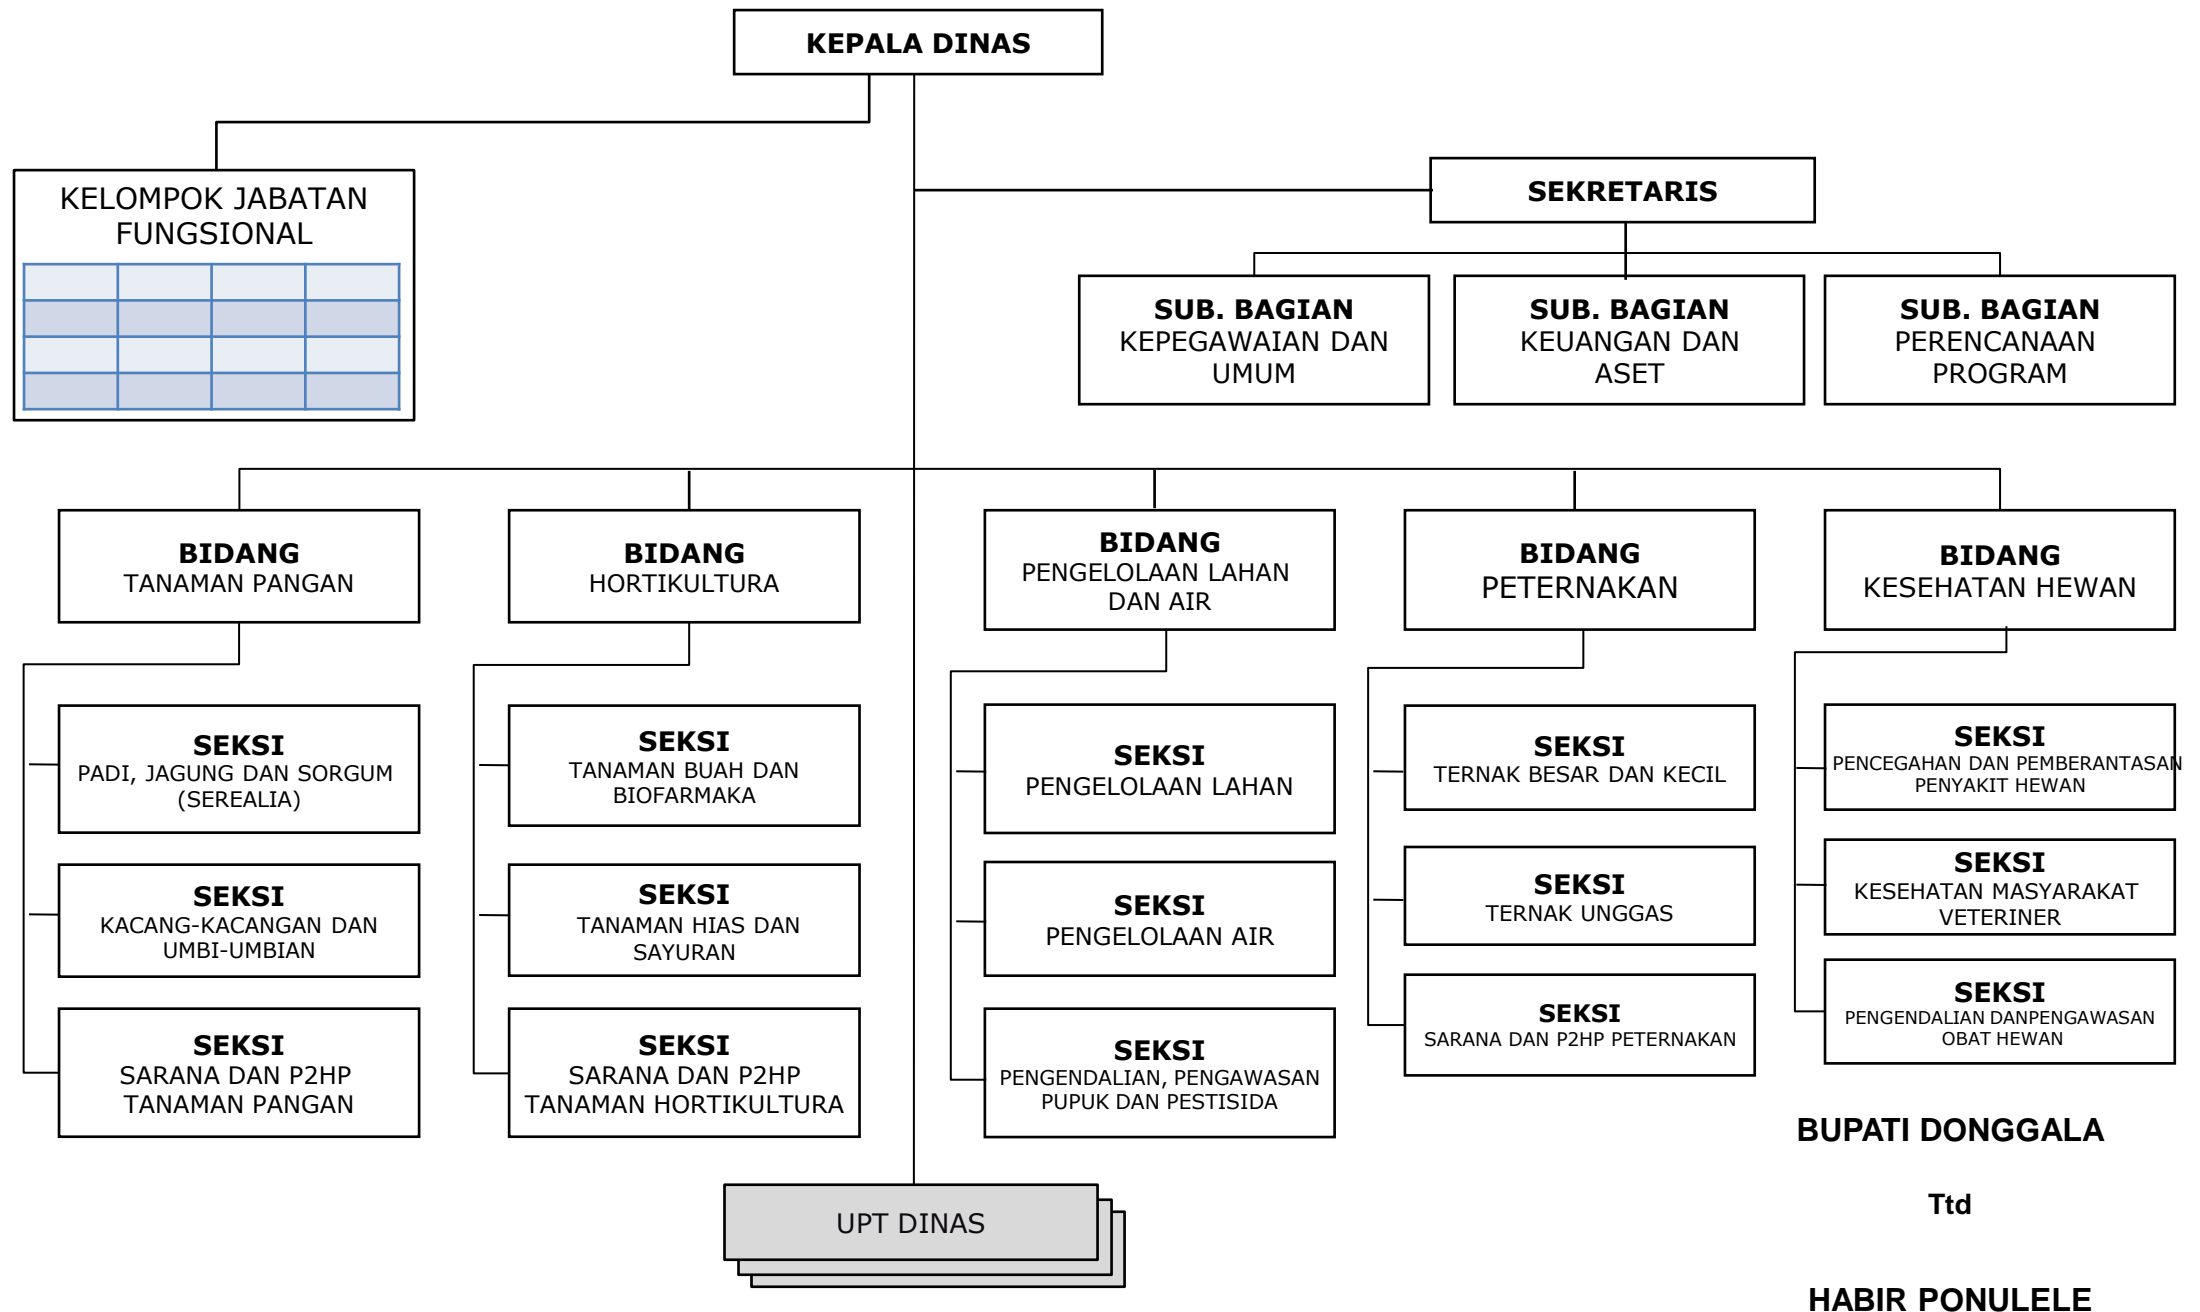 KEPALA DINAS
KELOMPOK JABATAN
FUNGSIONAL
SEKRETARIS
SUB. BAGIAN
KEPEGAWAIAN DAN
UMUM
SUB. BAGIAN
KEUANGAN DAN
ASET
SUB. BAGIAN
PERENCANAAN
PROGRAM
BIDANG
TANAMAN PANGAN
BIDANG
HORTIKULTURA
BIDANG
PENGELOLAAN LAHAN
DAN AIR
BIDANG
PETERNAKAN
BIDANG
KESEHATAN HEWAN
SEKSI
PADI, JAGUNG DAN SORGUM
(SEREALIA)
SEKSI
TANAMAN BUAH DAN
BIOFARMAKA
SEKSI
PENGELOLAAN LAHAN
SEKSI
TERNAK BESAR DAN KECIL
SEKSI
PENCEGAHAN DAN PEMBERANTASAN
PENYAKIT HEWAN
SEKSI
KACANG-KACANGAN DAN
UMBI-UMBIAN
SEKSI
TANAMAN HIAS DAN
SAYURAN
SEKSI
PENGELOLAAN AIR
SEKSI
TERNAK UNGGAS
SEKSI
KESEHATAN MASYARAKAT
VETERINER
SEKSI
SARANA DAN P2HP
TANAMAN PANGAN
SEKSI
SARANA DAN P2HP
TANAMAN HORTIKULTURA
SEKSI
PENGENDALIAN, PENGAWASAN
PUPUK DAN PESTISIDA
SEKSI
SARANA DAN P2HP PETERNAKAN
SEKSI
PENGENDALIAN DANPENGAWASAN
OBAT HEWAN
UPT DINAS
BUPATI DONGGALA
Ttd
HABIR PONULELE